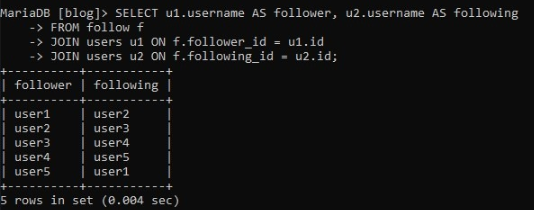 MariaDB [blog]> SELECT u1.username AS follower, u2.username AS following
    -> FROM follow f
    -> JOIN users u1 ON f.follower_id = u1.id
    -> JOIN users u2 ON f.following_id = u2.id;
+----------+-----------+
| follower | following |
+----------+-----------+
| user1    | user2     |
| user2    | user3     |
| user3    | user4     |
| user4    | user5     |
| user5    | user1     |
+----------+-----------+
5 rows in set (0.004 sec)